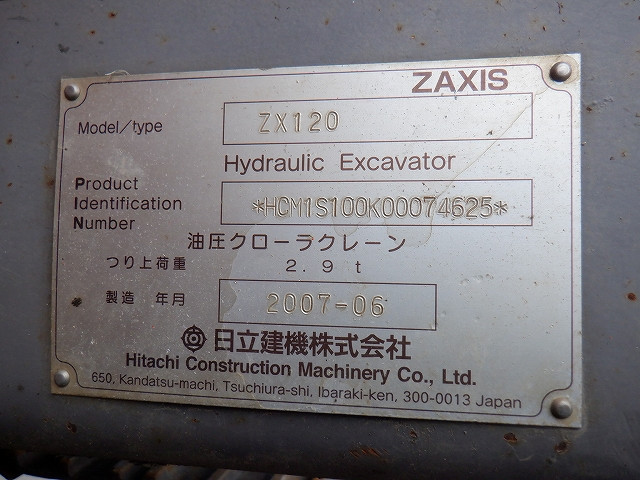 ZAXIS
Model/type ZX120
Hydraulic Excavator
Product
Identification
Number
*HCM1S100K00074625*
油圧クローラクレーン
つり上荷重 2.9 t
製造 年月 2007-06
日立建機株式会社
Hitachi Construction Machinery Co., Ltd.
650, Kandatsu-machi, Tsuchiura-shi, Ibaraki-ken, 300-0013 Japan